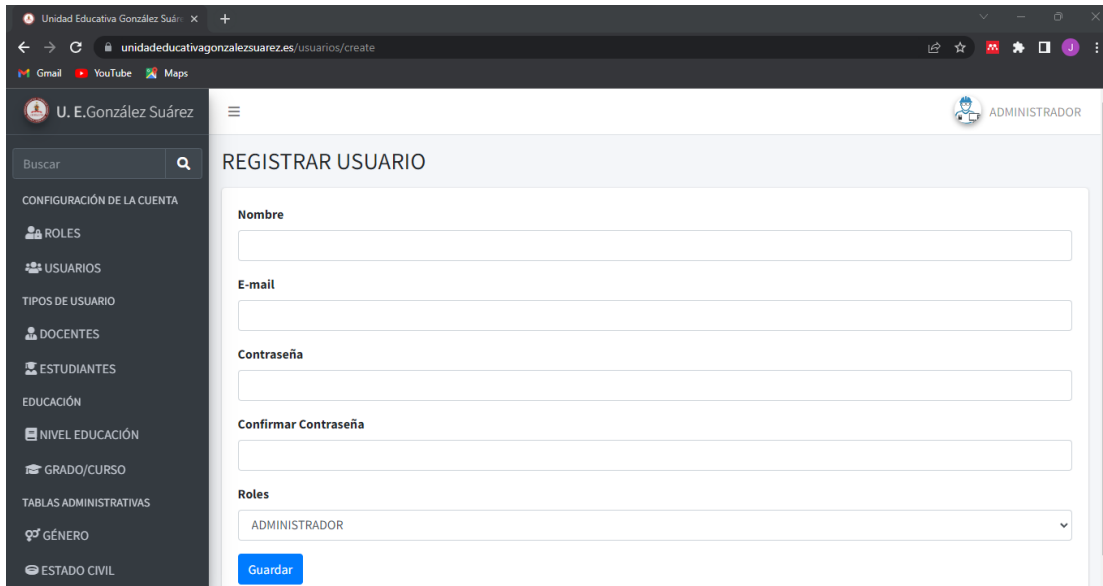 Unidad Educativa González Suár
unidadeducativagonzalezsuarez.es/usuarios/create
J
Gmail YouTube Maps
U. E.González Suárez
ADMINISTRADOR
Buscar
CONFIGURACIÓN DE LA CUENTA
ROLES
USUARIOS
TIPOS DE USUARIO
DOCENTES
ESTUDIANTES
EDUCACIÓN
NIVEL EDUCACIÓN
GRADO/CURSO
TABLAS ADMINISTRATIVAS
GÉNERO
ESTADO CIVIL
REGISTRAR USUARIO
Nombre
E-mail
Contraseña
Confirmar Contraseña
Roles
ADMINISTRADOR
Guardar